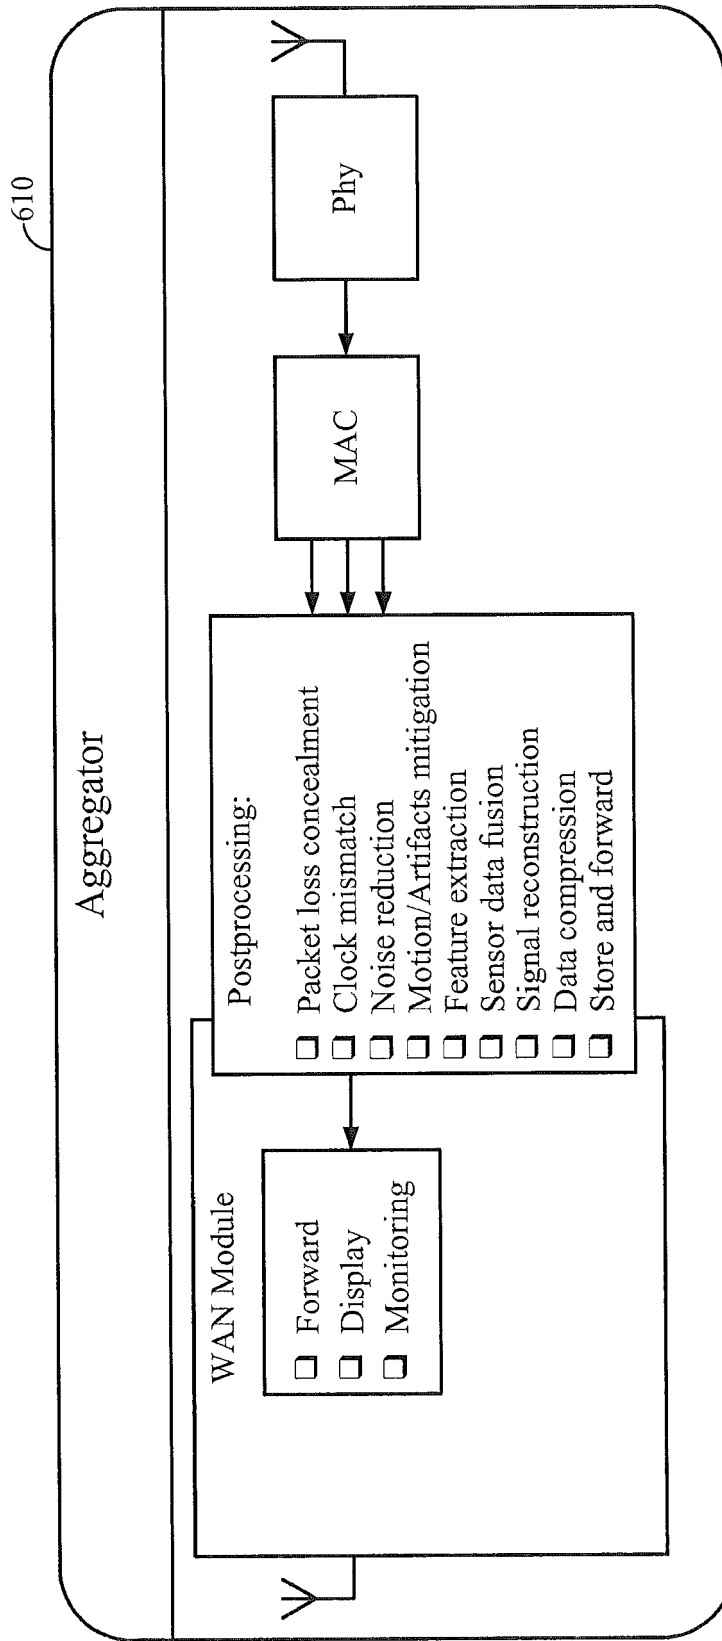 610
Aggregator
WAN Module
❑ Forward
❑ Display
❑ Monitoring
Postprocessing:
❑ Packet loss concealment
❑ Clock mismatch
❑ Noise reduction
❑ Motion/Artifacts mitigation
❑ Feature extraction
❑ Sensor data fusion
❑ Signal reconstruction
❑ Data compression
❑ Store and forward
MAC
Phy